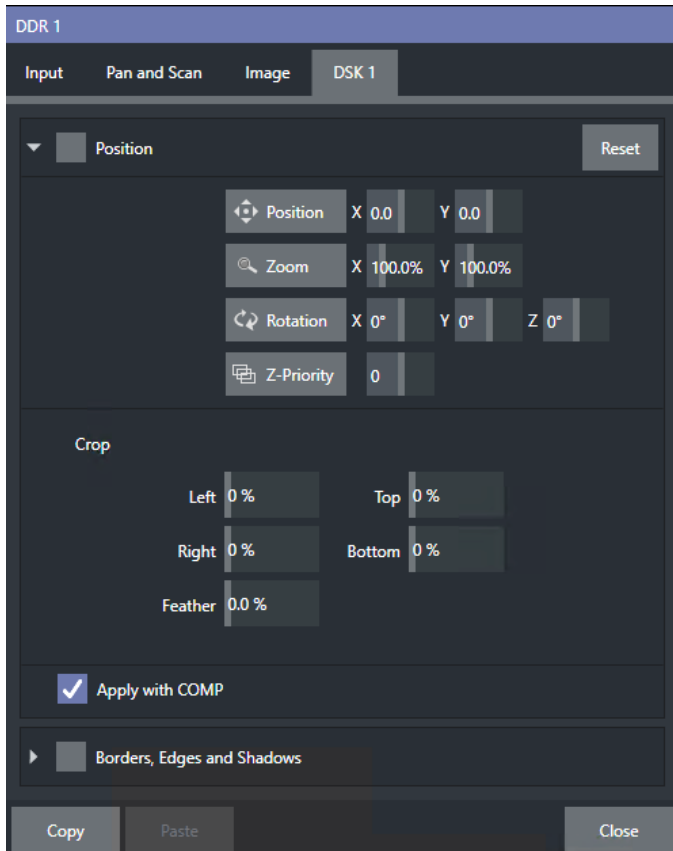 DDR 1
Input Pan and Scan Image DSK 1
Position Reset
Position X 0.0 Y 0.0
Zoom X 100.0% Y 100.0%
Rotation X 0° Y 0° Z 0°
Z-Priority 0
Crop
Left 0 % Top 0 %
Right 0 % Bottom 0 %
Feather 0.0 %
Apply with COMP
Borders, Edges and Shadows
Copy Paste Close